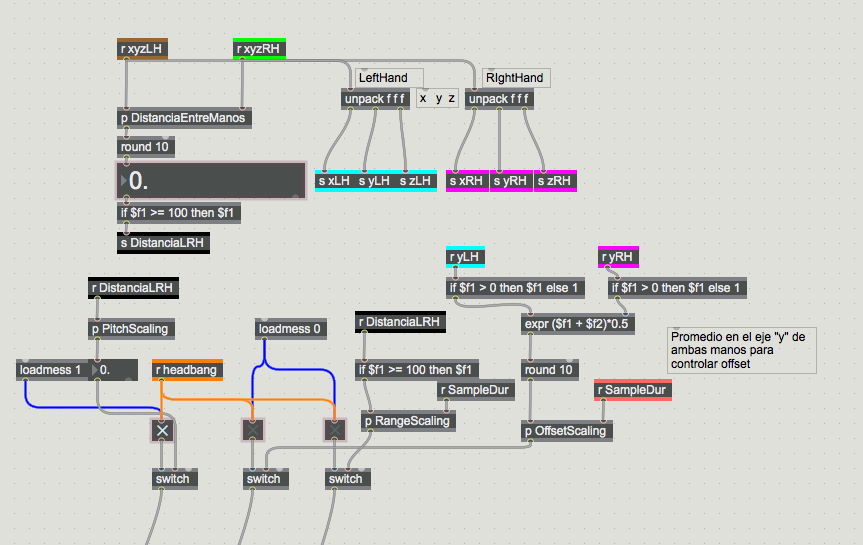 r xyzLH
r xyzRH
LeftHand
RIghtHand
unpack f f f
x y z
unpack f f f
p DistanciaEntreManos
round 10
0.
s xLH
s yLH
s zLH
s xRH
s yRH
s zRH
if $f1 >= 100 then $f1
s DistanciaLRH
r yLH
r yRH
r DistanciaLRH
if $f1 > 0 then $f1 else 1
if $f1 > 0 then $f1 else 1
p PitchScaling
loadmess 0
r DistanciaLRH
expr ($f1 + $f2)*0.5
Promedio en el eje "y" de
ambas manos para
controlar offset
loadmess 1
0.
r headbang
if $f1 >= 100 then $f1
round 10
r SampleDur
r SampleDur
p RangeScaling
p OffsetScaling
switch
switch
switch